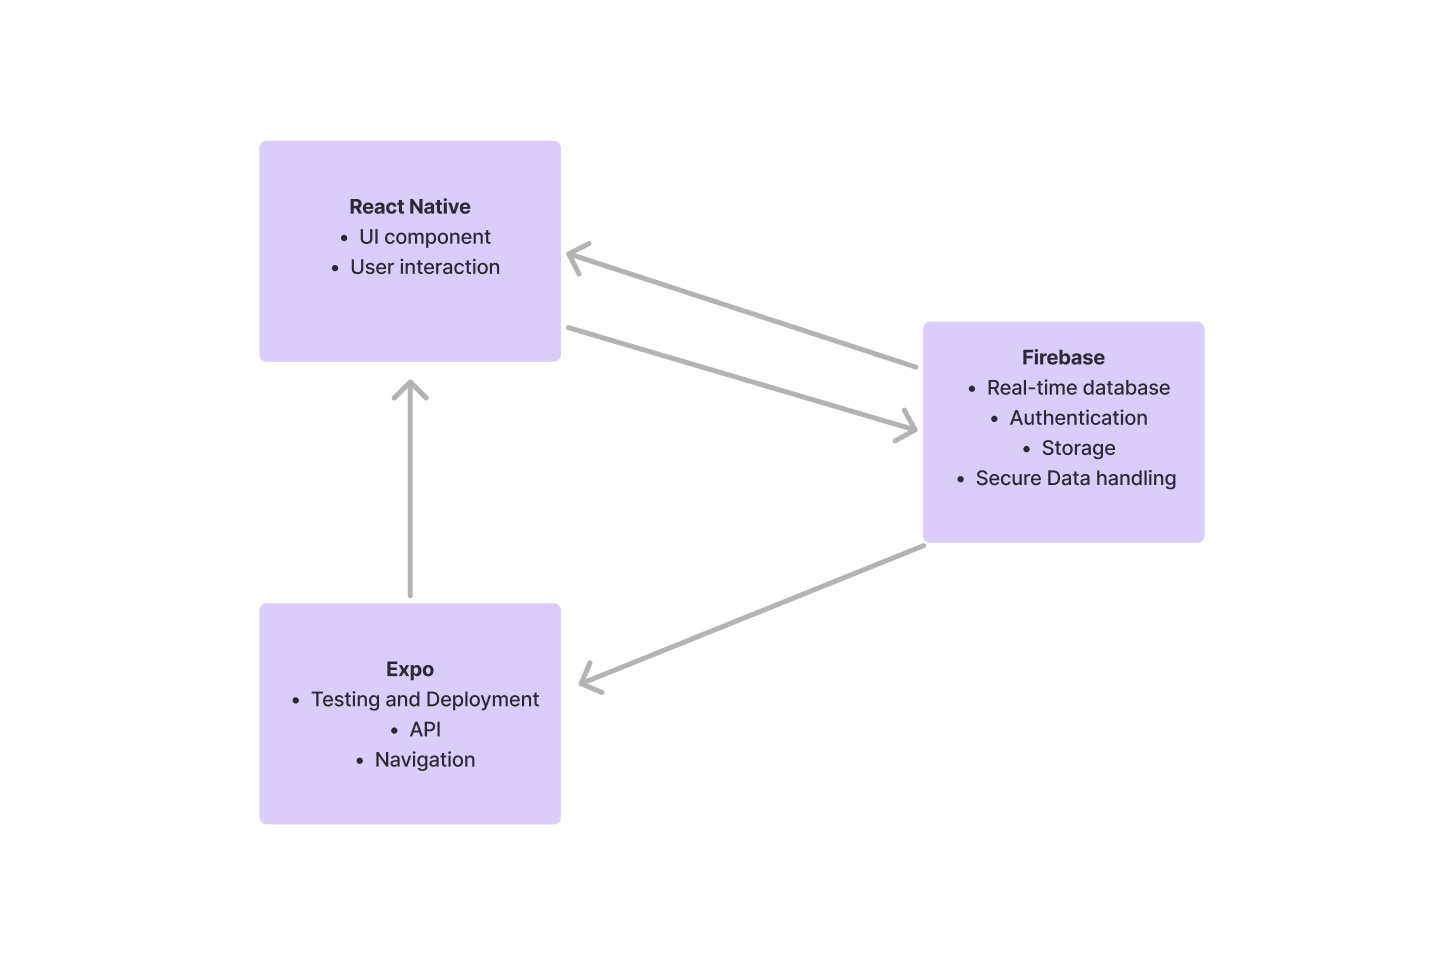 React Native
• UI component
• User interaction
Firebase
• Real-time database
• Authentication
• Storage
• Secure Data handling
Expo
• Testing and Deployment
• API
• Navigation